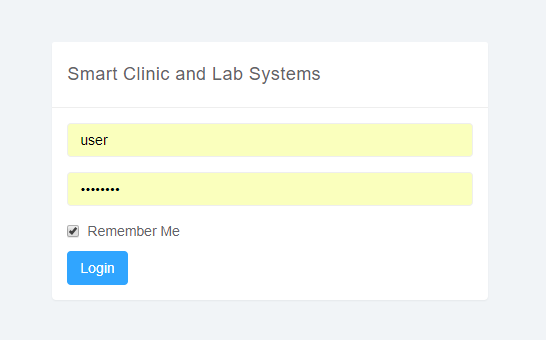 Smart Clinic and Lab Systems
user
••••••••
Remember Me
Login